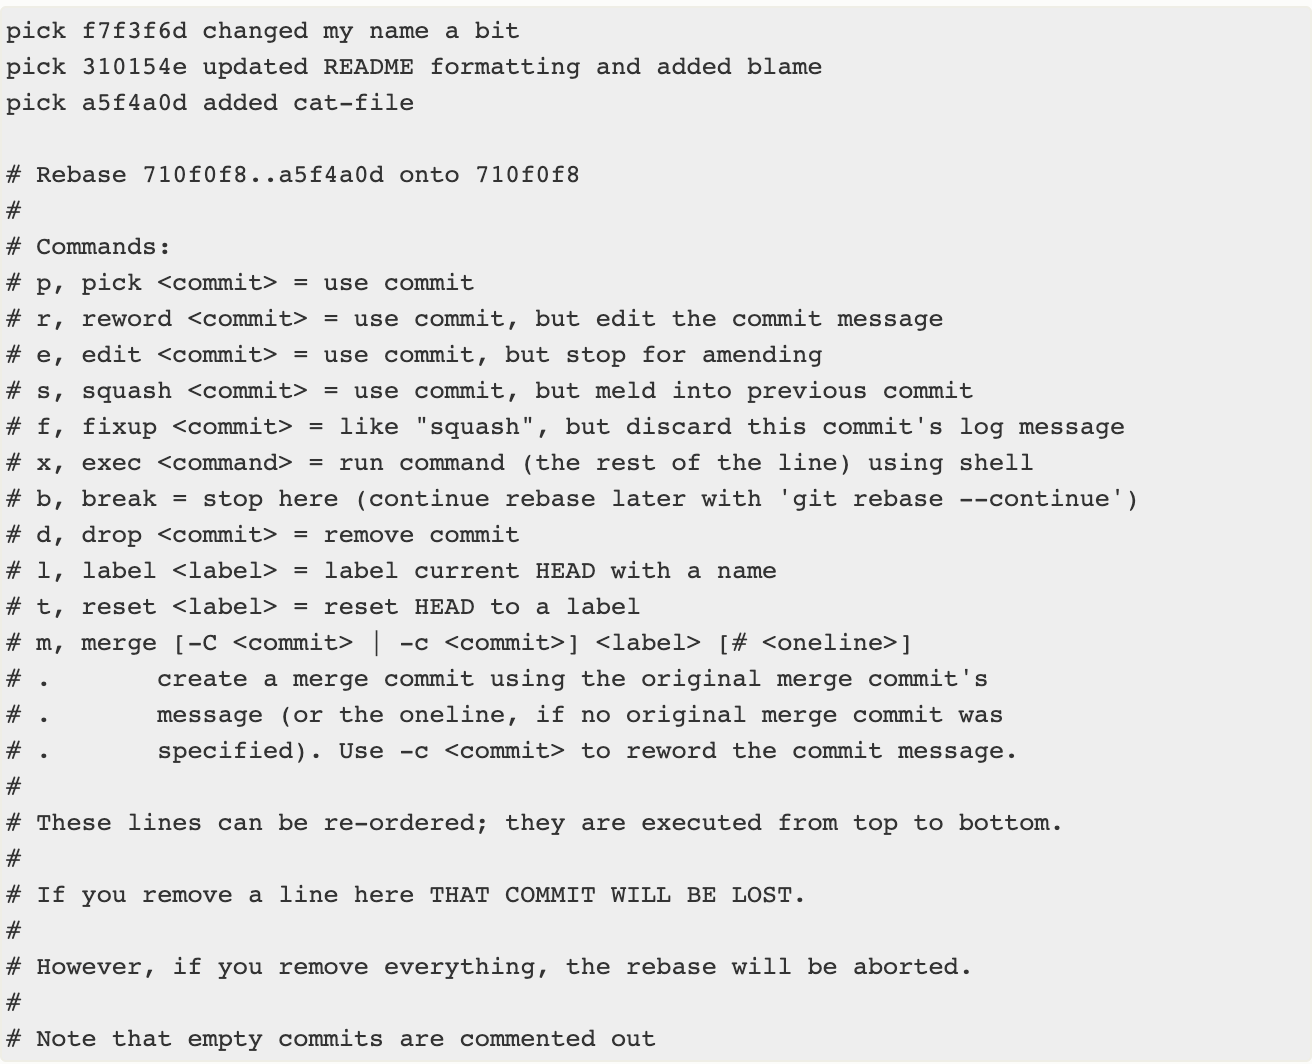 pick f7f3f6d changed my name a bit
pick 310154e updated README formatting and added blame
pick a5f4a0d added cat-file

# Rebase 710f0f8..a5f4a0d onto 710f0f8
#
# Commands:
# p, pick <commit> = use commit
# r, reword <commit> = use commit, but edit the commit message
# e, edit <commit> = use commit, but stop for amending
# s, squash <commit> = use commit, but meld into previous commit
# f, fixup <commit> = like "squash", but discard this commit's log message
# x, exec <command> = run command (the rest of the line) using shell
# b, break = stop here (continue rebase later with 'git rebase --continue')
# d, drop <commit> = remove commit
# l, label <label> = label current HEAD with a name
# t, reset <label> = reset HEAD to a label
# m, merge [-C <commit> | -c <commit>] <label> [# <oneline>]
# .       create a merge commit using the original merge commit's
# .       message (or the oneline, if no original merge commit was
# .       specified). Use -c <commit> to reword the commit message.
#
# These lines can be re-ordered; they are executed from top to bottom.
#
# If you remove a line here THAT COMMIT WILL BE LOST.
#
# However, if you remove everything, the rebase will be aborted.
#
# Note that empty commits are commented out